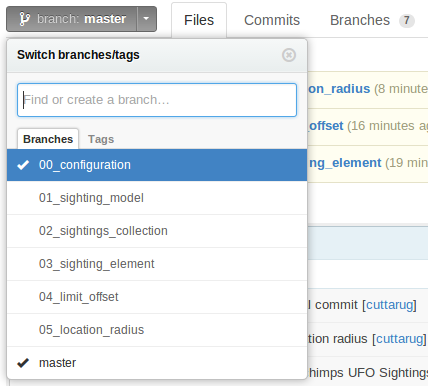 branch: master
Files
Commits
Branches 7
Switch branches/tags
Find or create a branch…
Branches
Tags
00_configuration
01_sighting_model
02_sightings_collection
03_sighting_element
04_limit_offset
05_location_radius
master
on_radius (8 minute
_offset (16 minutes ag
ng_element (19 min
l commit [cuttarug]
tion radius [cuttarug]
himps UFO Sightings